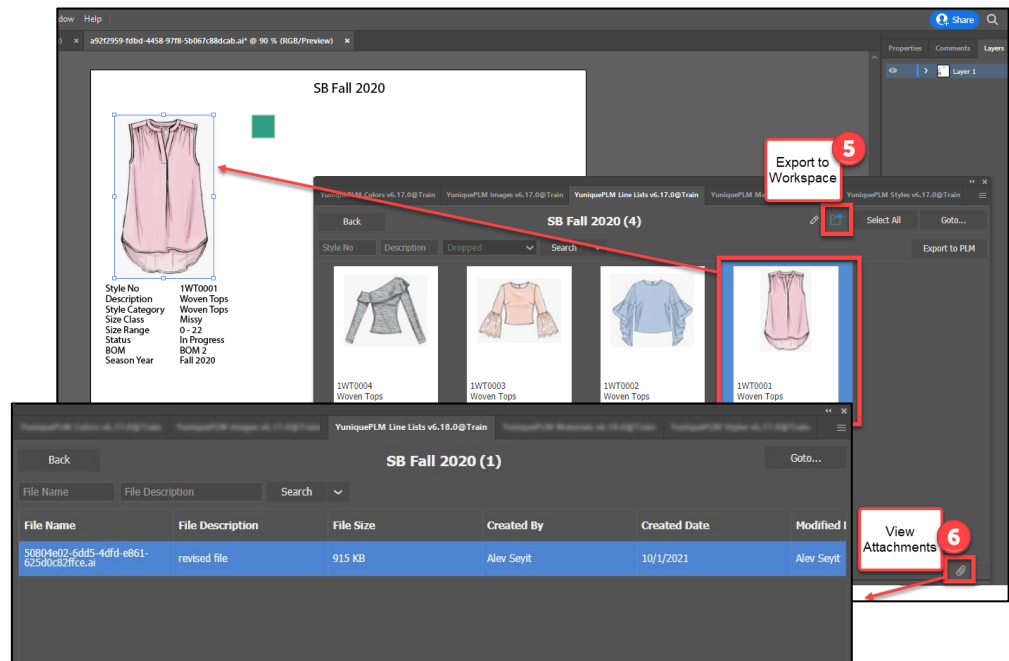 dow Help
Share
a92f2959-fdbd-4458-97f8-5b067c88dcab.ai* @ 90 % (RGB/Preview) ×
Properties Comments Layers
Layer 1
SB Fall 2020
5
Export to
Workspace
YuniquePLM Colors v6.17.0@Train YuniquePLM Images v6.17.0@Train YuniquePLM Line Lists v6.17.0@Train YuniquePLM Ma YuniquePLM Styles v6.17.0@Train
Back SB Fall 2020 (4) Select All Goto...
Style No Description Dropped Search Export to PLM
Style No 1WT0001
Description Woven Tops
Style Category Woven Tops
Size Class Missy
Size Range 0 - 22
Status In Progress
BOM BOM 2
Season Year Fall 2020
1WT0004 1WT0003 1WT0002 1WT0001
Woven Tops Woven Tops Woven Tops Woven Tops
YuniquePLM Line Lists v6.18.0@Train
Back SB Fall 2020 (1) Goto...
File Name File Description Search
File Name File Description File Size Created By Created Date Modified
50804e02-6dd5-4dfd-e861-
625d0c82ffce.ai revised file 915 KB Alev Seyit 10/1/2021 Alev Seyit
View
Attachments
6